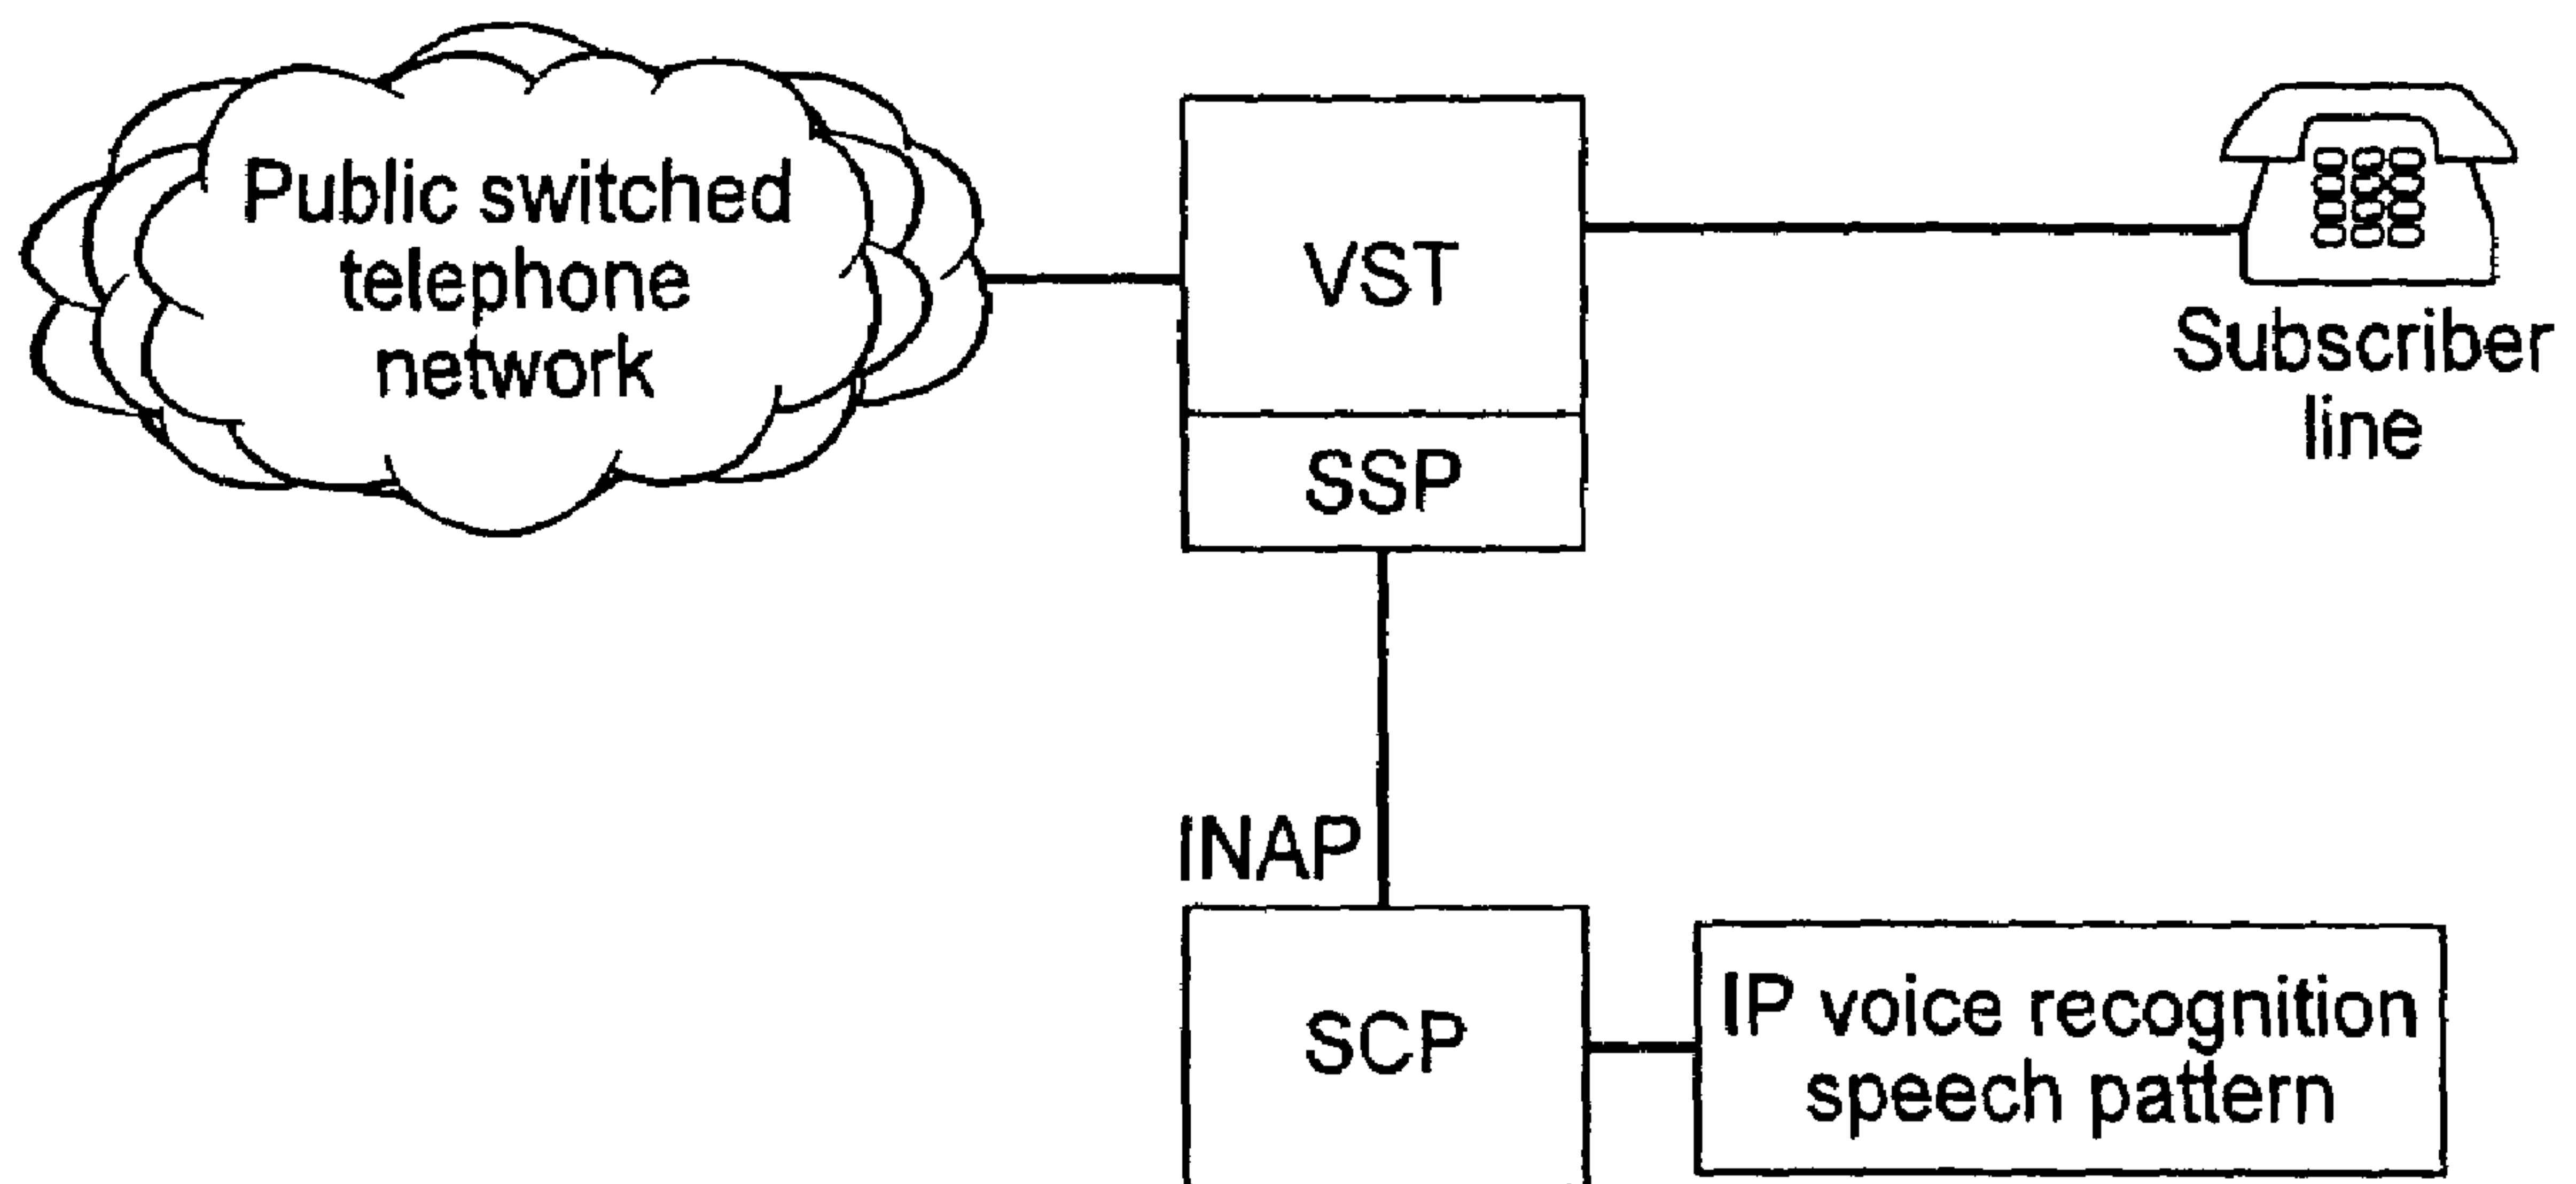 Public switched
telephone
network
VST
SSP
Subscriber
line
INAP
SCP
IP voice recognition
speech pattern